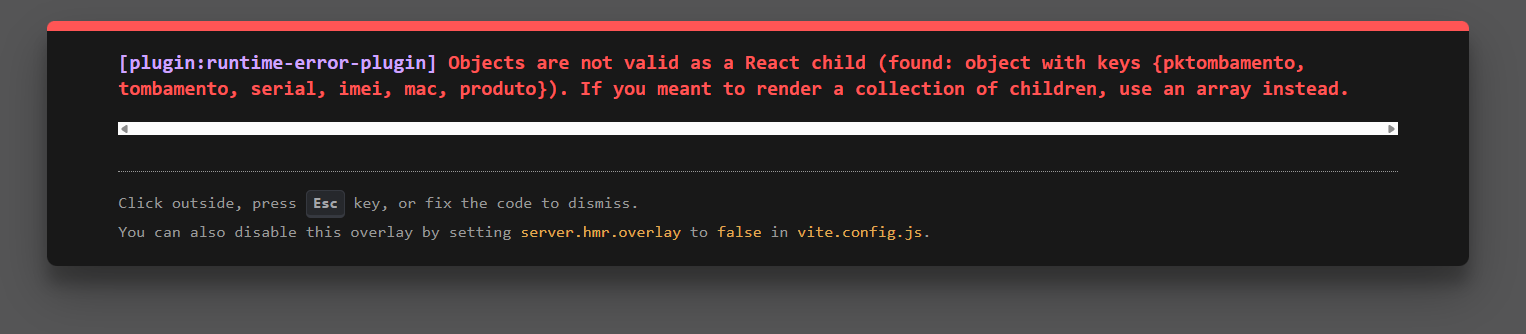 [plugin:runtime-error-plugin] Objects are not valid as a React child (found: object with keys {pktombamento,
tombamento, serial, imei, mac, produto}). If you meant to render a collection of children, use an array instead.
Click outside, press Esc key, or fix the code to dismiss.
You can also disable this overlay by setting server.hmr.overlay to false in vite.config.js.